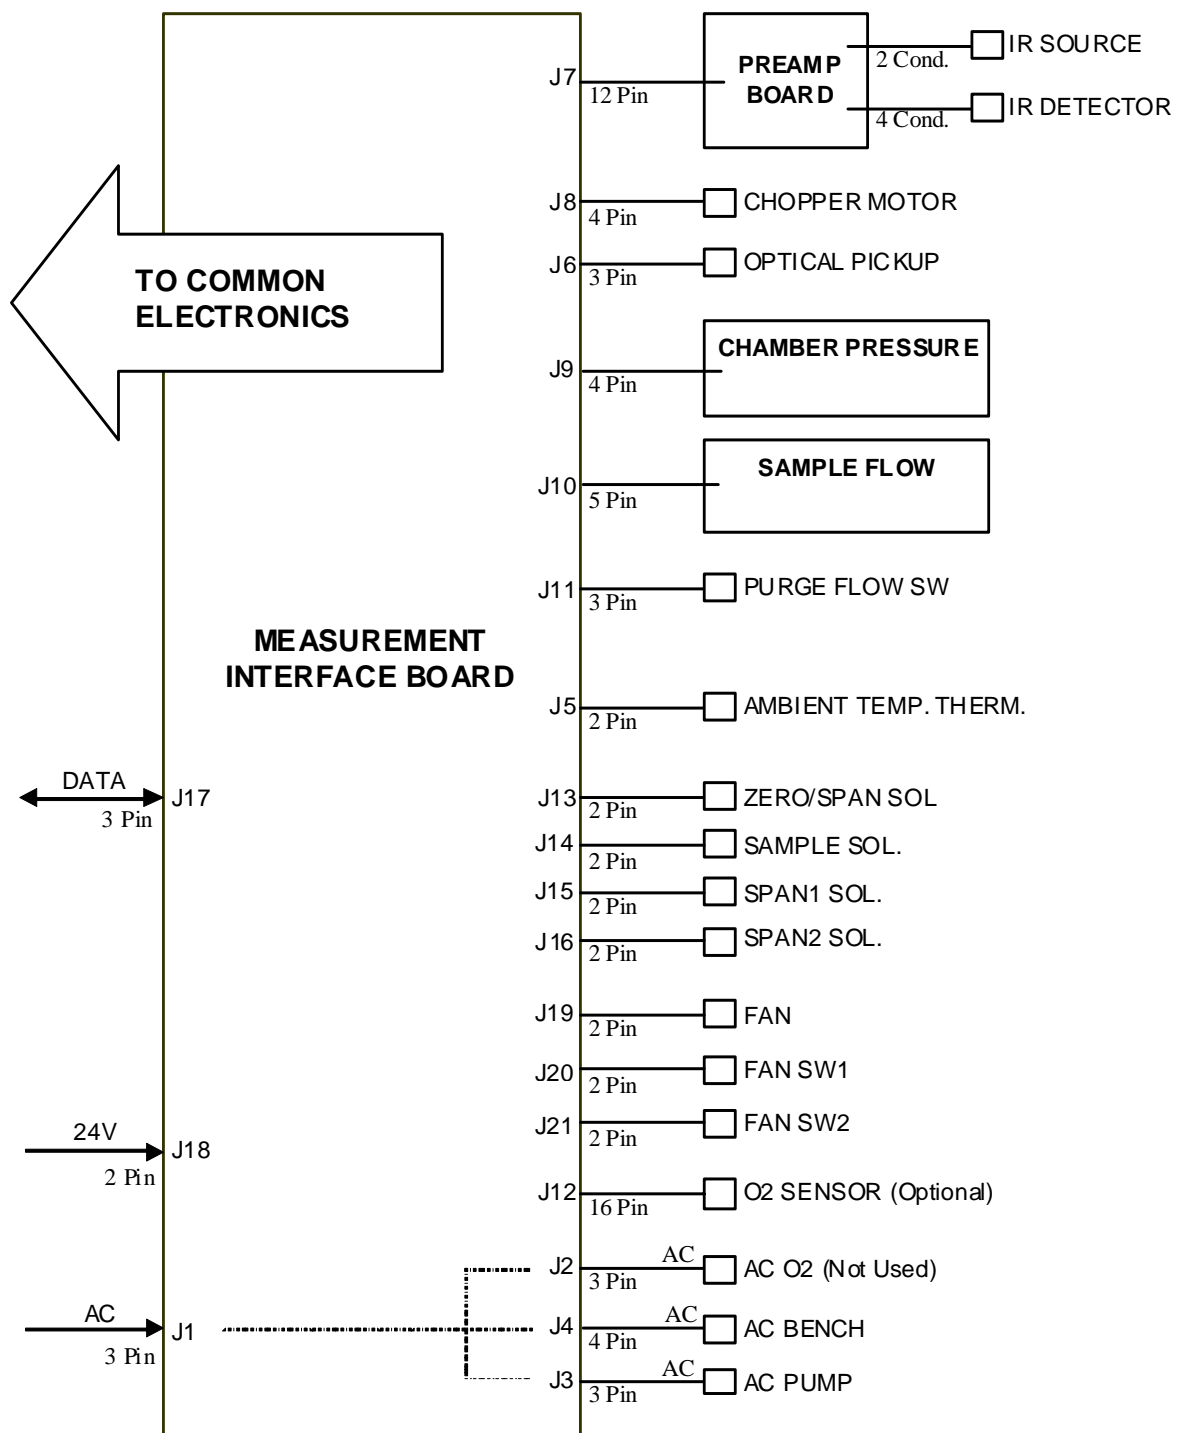 J7
12 Pin
PREAMP
BOARD
2 Cond.
IR SOURCE
4 Cond.
IR DETECTOR
J8
4 Pin
CHOPPER MOTOR
J6
3 Pin
OPTICAL PICKUP
TO COMMON
ELECTRONICS
J9
4 Pin
CHAMBER PRESSURE
J10
5 Pin
SAMPLE FLOW
J11
3 Pin
PURGE FLOW SW
MEASUREMENT
INTERFACE BOARD
J5
2 Pin
AMBIENT TEMP. THERM.
DATA
3 Pin
J17
J13
2 Pin
ZERO/SPAN SOL
J14
2 Pin
SAMPLE SOL.
J15
2 Pin
SPAN1 SOL.
J16
2 Pin
SPAN2 SOL.
J19
2 Pin
FAN
J20
2 Pin
FAN SW1
J21
2 Pin
FAN SW2
24V
2 Pin
J18
J12
16 Pin
O2 SENSOR (Optional)
J2
3 Pin
AC
AC O2 (Not Used)
AC
3 Pin
J1
J4
4 Pin
AC
AC BENCH
J3
3 Pin
AC
AC PUMP